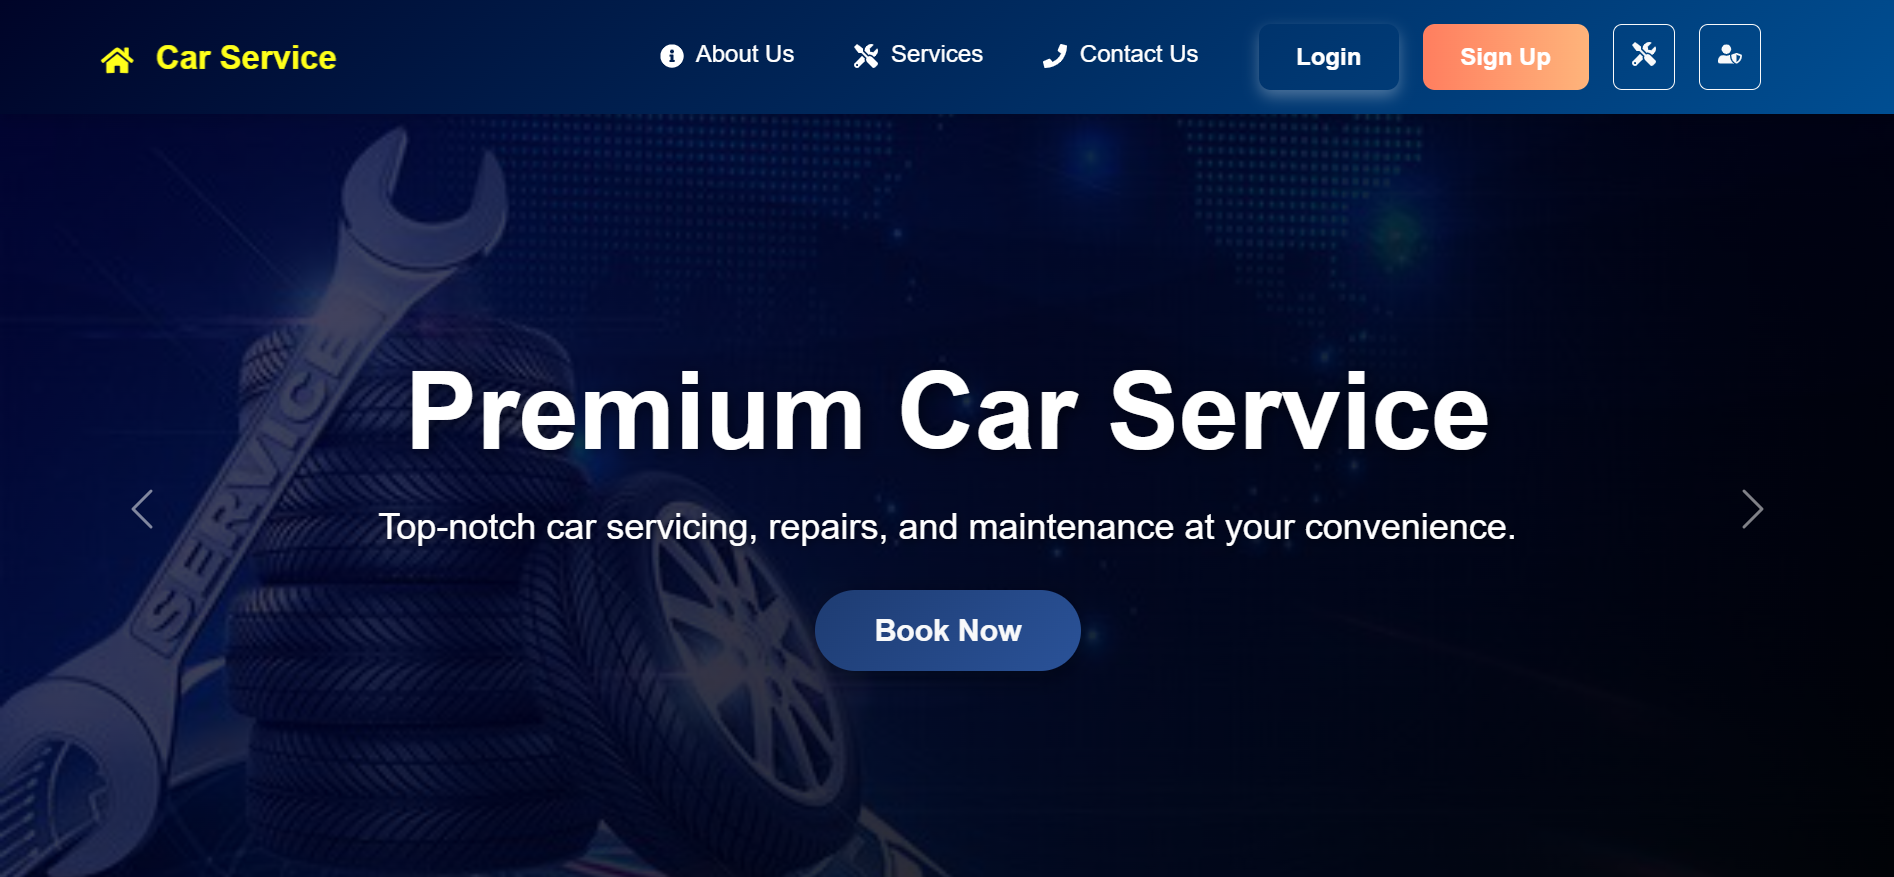 Car Service
About Us
Services
Contact Us
Login
Sign Up
SERVICE
Premium Car Service
Top-notch car servicing, repairs, and maintenance at your convenience.
Book Now